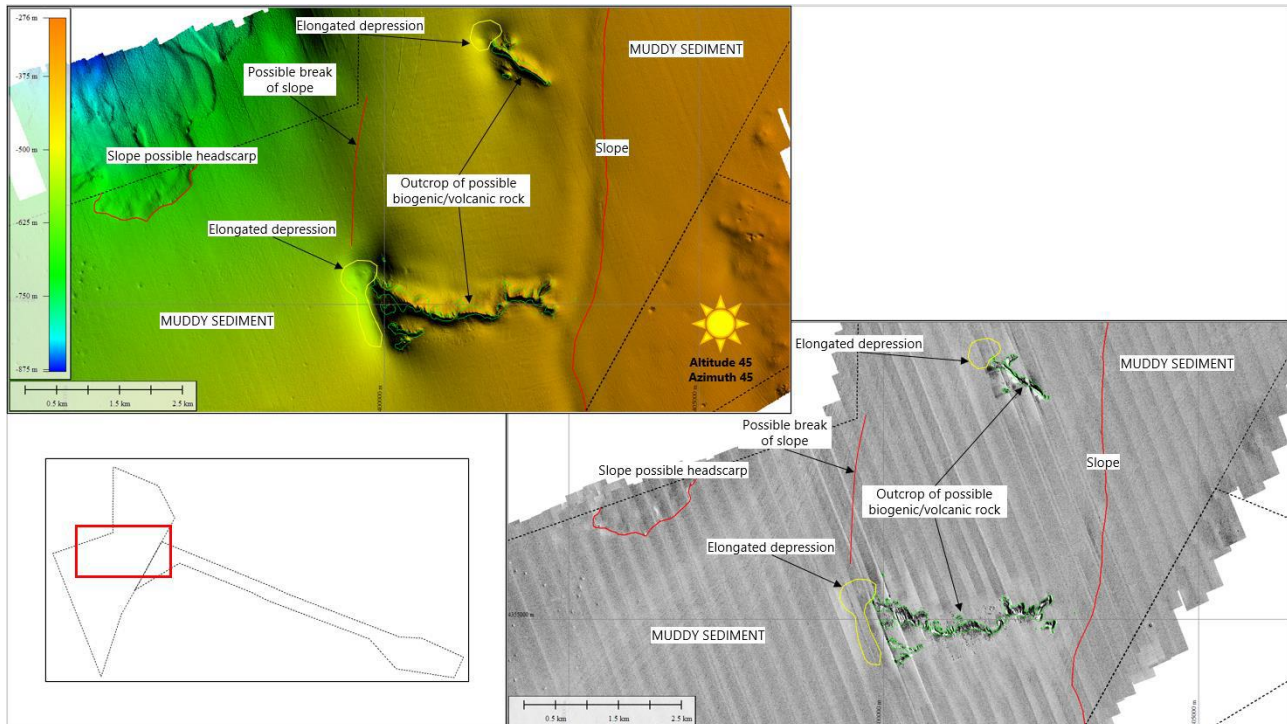 -276 m
-375 m
-500 m
-625 m
-750 m
-875 m
Elongated depression
MUDDY SEDIMENT
Possible break
of slope
Slope possible headscarp
Slope
Outcrop of possible
biogenic/volcanic rock
Elongated depression
MUDDY SEDIMENT
Altitude 45
Azimuth 45
0.5 km
1.5 km
2.5 km
Elongated depression
MUDDY SEDIMENT
Possible break
of slope
Slope possible headscarp
Slope
Outcrop of possible
biogenic/volcanic rock
Elongated depression
MUDDY SEDIMENT
0.5 km
1.5 km
2.5 km